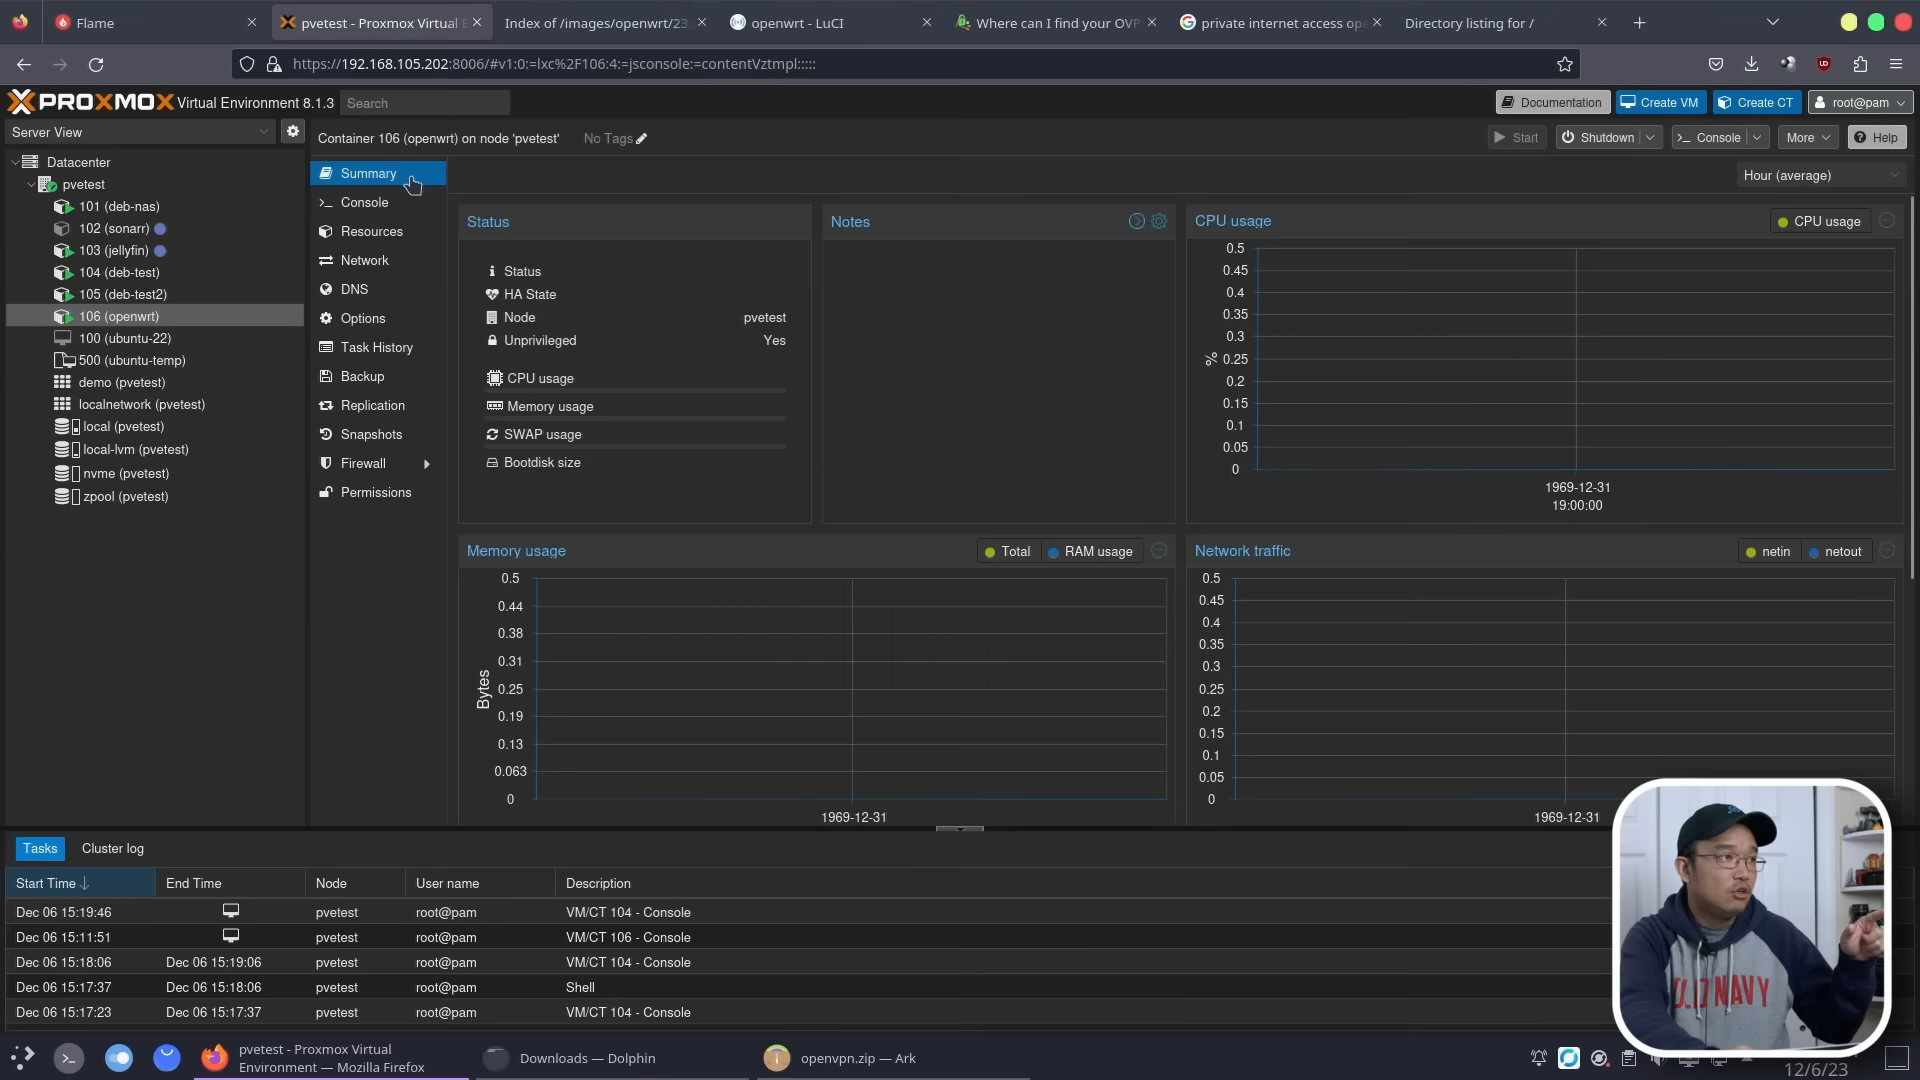 Flame
pvetest - Proxmox Virtual E
Index of /images/openwrt/23.
openwrt - LuCI
Where can I find your OVP
private internet access ope
Directory listing for /
https://192.168.105.202:8006/#v1:0:=lxc%2F106:4:=jsconsole:=contentVztmpl:::::
PROXMOX Virtual Environment 8.1.3
Search
Documentation
Create VM
Create CT
root@pam
Server View
Container 106 (openwrt) on node 'pvetest'
No Tags
Start
Shutdown
Console
More
Help
Datacenter
pvetest
101 (deb-nas)
102 (sonarr)
103 (jellyfin)
104 (deb-test)
105 (deb-test2)
106 (openwrt)
100 (ubuntu-22)
500 (ubuntu-temp)
demo (pvetest)
localnetwork (pvetest)
local (pvetest)
local-lvm (pvetest)
nvme (pvetest)
zpool (pvetest)
Summary
Console
Resources
Network
DNS
Options
Task History
Backup
Replication
Snapshots
Firewall
Permissions
Hour (average)
Status
Status
HA State
Node pvetest
Unprivileged Yes
CPU usage
Memory usage
SWAP usage
Bootdisk size
Notes
CPU usage
CPU usage
0.5
0.45
0.4
0.35
0.3
0.25
0.2
0.15
0.1
0.05
0
%
1969-12-31
19:00:00
Memory usage
Total
RAM usage
0.5
0.44
0.38
0.31
0.25
0.19
0.13
0.063
0
Bytes
1969-12-31
Network traffic
netin
netout
0.5
0.45
0.4
0.35
0.3
0.25
0.2
0.15
0.1
0.05
0
1969-12-31
Tasks
Cluster log
Start Time End Time Node User name Description
Dec 06 15:19:46 pvetest root@pam VM/CT 104 - Console
Dec 06 15:11:51 pvetest root@pam VM/CT 106 - Console
Dec 06 15:18:06 Dec 06 15:19:06 pvetest root@pam VM/CT 104 - Console
Dec 06 15:17:37 Dec 06 15:18:06 pvetest root@pam Shell
Dec 06 15:17:23 Dec 06 15:17:37 pvetest root@pam VM/CT 104 - Console
OLD NAVY
pvetest - Proxmox Virtual
Environment — Mozilla Firefox
Downloads — Dolphin
openvpn.zip — Ark
12/6/23